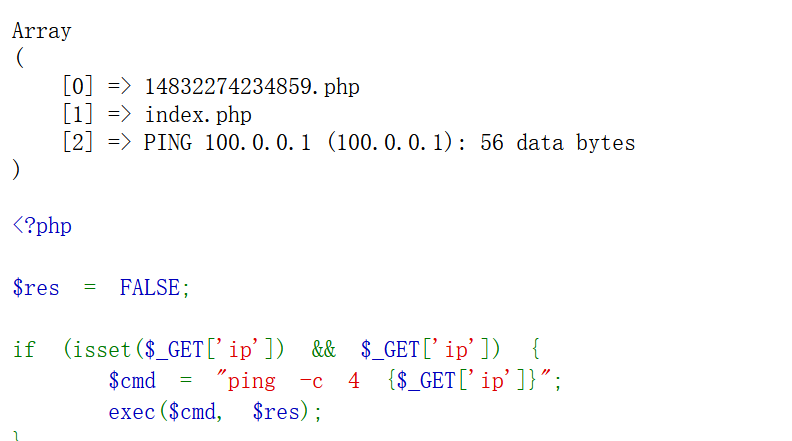 Array
(
    [0] => 14832274234859.php
    [1] => index.php
    [2] => PING 100.0.0.1 (100.0.0.1): 56 data bytes
)
<?php
$res = FALSE;
if (isset($_GET['ip']) && $_GET['ip']) {
        $cmd = "ping -c 4 {$_GET['ip']}";
        exec($cmd, $res);
}